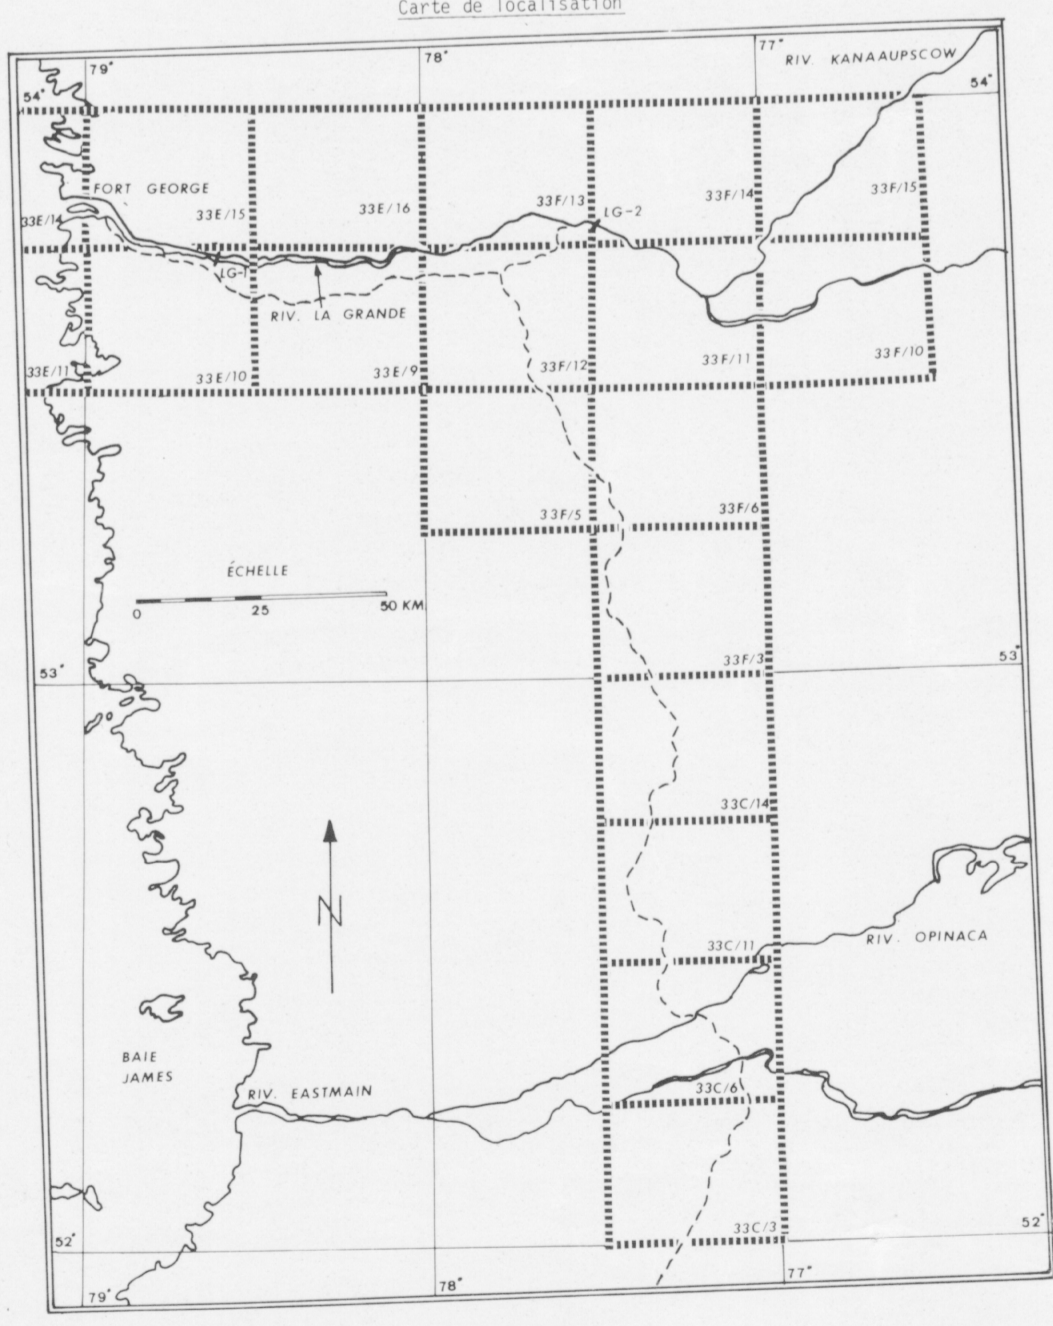 Carte de localisation
79°
78°
77°
RIV. KANAAUPSCOW
54°
54°
FORT GEORGE
33E/14
33E/15
33E/16
33F/13
LG-2
33F/14
33F/15
LG-1
RIV. LA GRANDE
33E/11
33E/10
33E/9
33F/12
33F/11
33F/10
33F/5
33F/6
ÉCHELLE
0
25
50 KM.
53°
33F/3
53°
33C/14
N
33C/11
RIV. OPINACA
BAIE
JAMES
RIV. EASTMAIN
33C/6
33C/3
52°
52°
79°
78°
77°